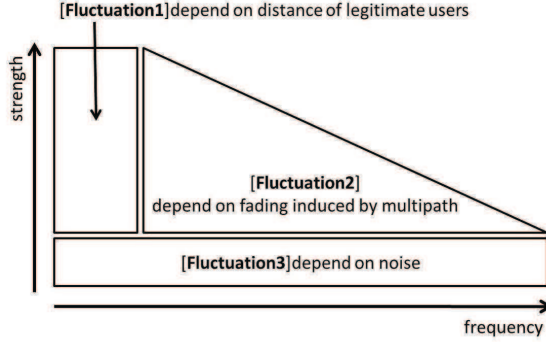 [Fluctuation1]depend on distance of legitimate users
strength
[Fluctuation2]
depend on fading induced by multipath
[Fluctuation3]depend on noise
frequency